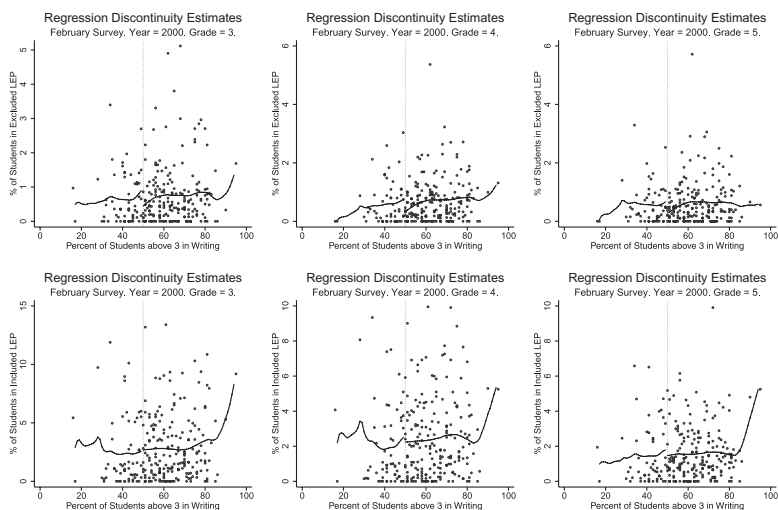 Regression Discontinuity Estimates
February Survey. Year = 2000. Grade = 3.
% of Students in Excluded LEP
5
4
3
2
1
0
0 20 40 60 80 100
Percent of Students above 3 in Writing
Regression Discontinuity Estimates
February Survey. Year = 2000. Grade = 4.
% of Students in Excluded LEP
6
4
2
0
0 20 40 60 80 100
Percent of Students above 3 in Writing
Regression Discontinuity Estimates
February Survey. Year = 2000. Grade = 5.
% of Students in Excluded LEP
6
4
2
0
0 20 40 60 80 100
Percent of Students above 3 in Writing
Regression Discontinuity Estimates
February Survey. Year = 2000. Grade = 3.
% of Students in Included LEP
15
10
5
0
0 20 40 60 80 100
Percent of Students above 3 in Writing
Regression Discontinuity Estimates
February Survey. Year = 2000. Grade = 4.
% of Students in Included LEP
10
8
6
4
2
0
0 20 40 60 80 100
Percent of Students above 3 in Writing
Regression Discontinuity Estimates
February Survey. Year = 2000. Grade = 5.
% of Students in Included LEP
10
8
6
4
2
0
0 20 40 60 80 100
Percent of Students above 3 in Writing